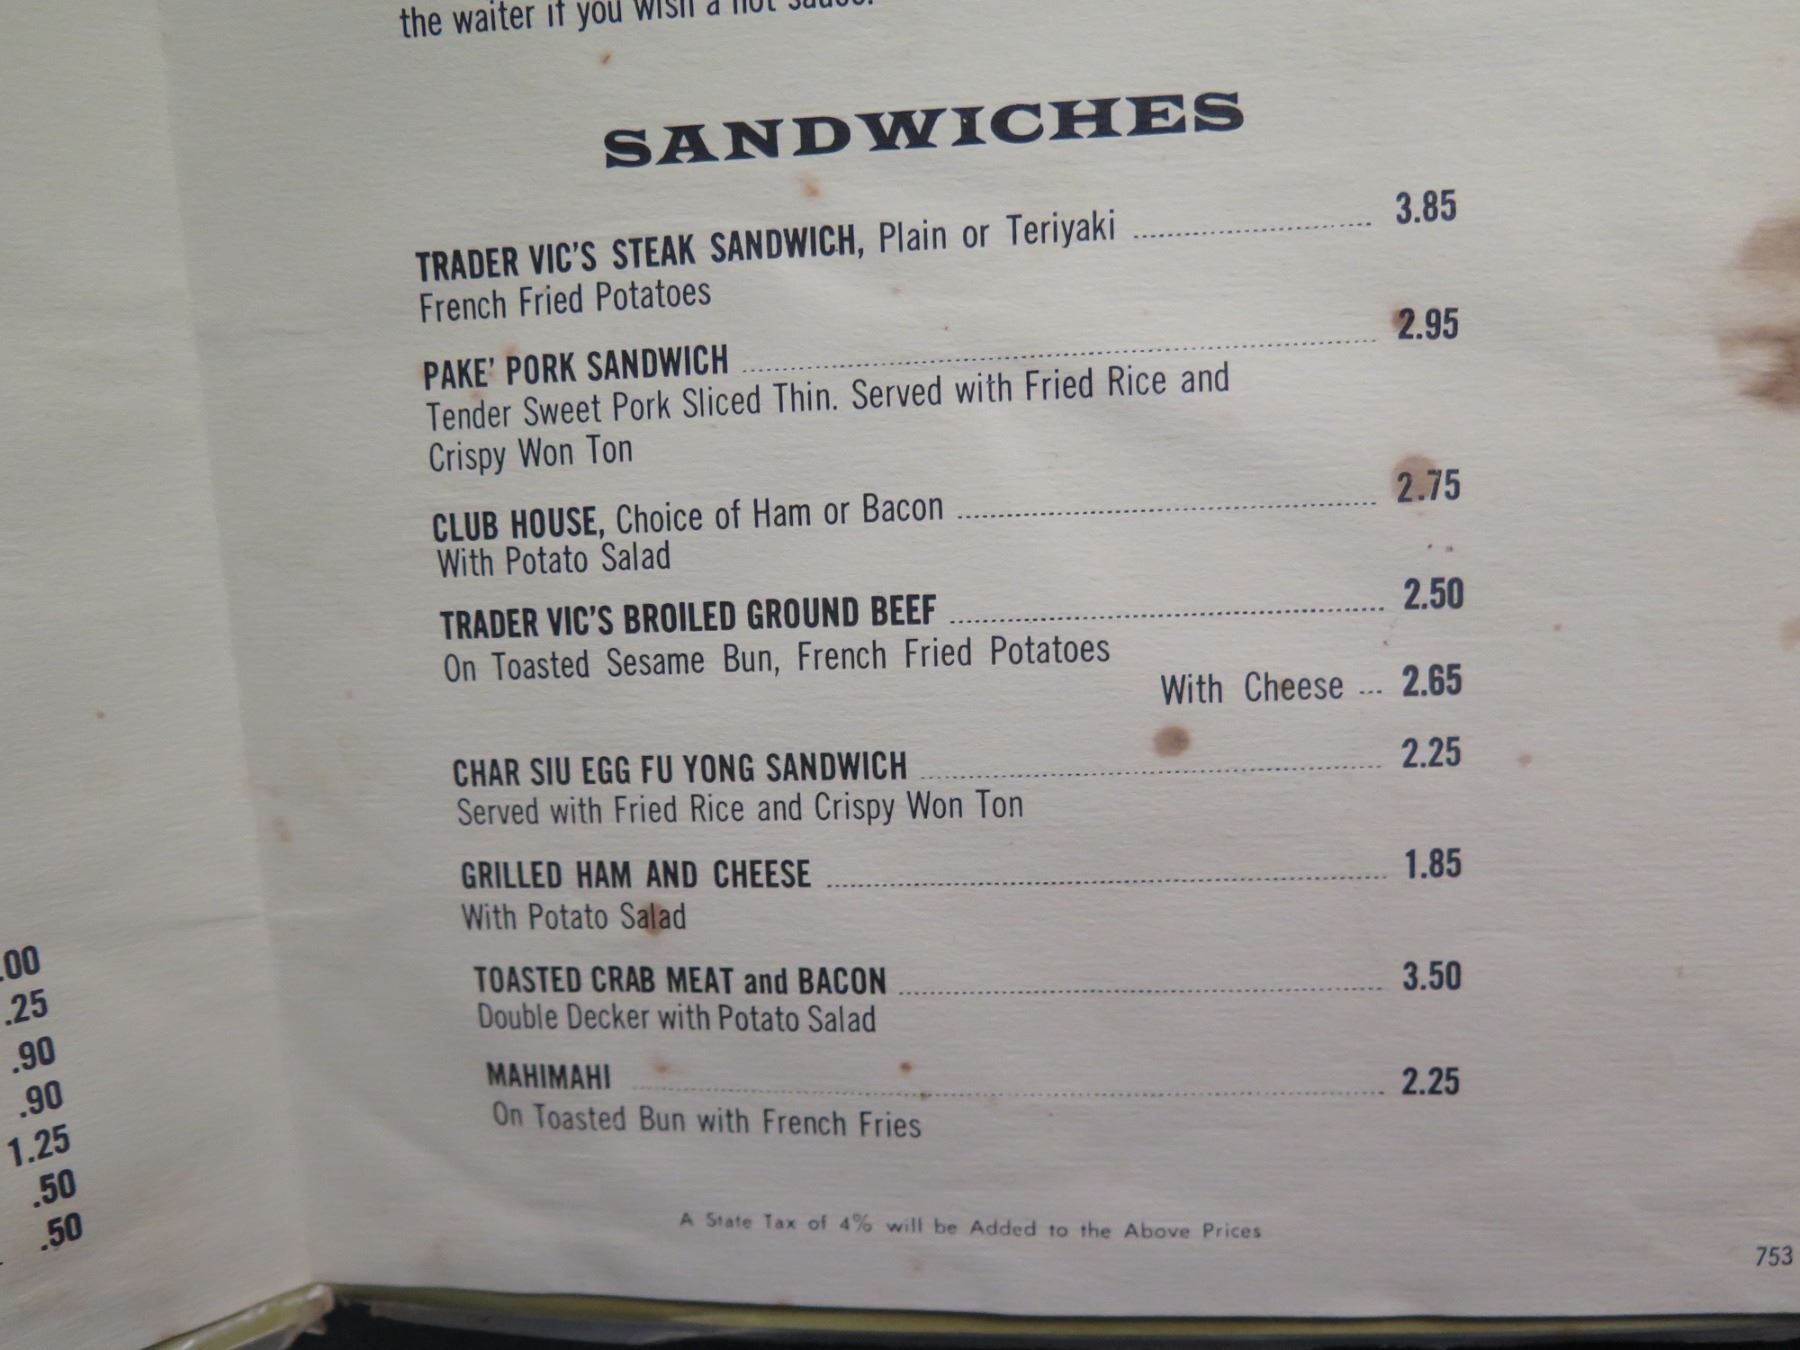 the waiter if you wish a hot sauce.
SANDWICHES
TRADER VIC'S STEAK SANDWICH, Plain or Teriyaki 3.85
French Fried Potatoes
PAKE' PORK SANDWICH 2.95
Tender Sweet Pork Sliced Thin. Served with Fried Rice and
Crispy Won Ton
CLUB HOUSE, Choice of Ham or Bacon 2.75
With Potato Salad
TRADER VIC'S BROILED GROUND BEEF 2.50
On Toasted Sesame Bun, French Fried Potatoes
With Cheese ... 2.65
CHAR SIU EGG FU YONG SANDWICH 2.25
Served with Fried Rice and Crispy Won Ton
GRILLED HAM AND CHEESE 1.85
With Potato Salad
TOASTED CRAB MEAT and BACON 3.50
Double Decker with Potato Salad
MAHIMAHI 2.25
On Toasted Bun with French Fries
A State Tax of 4% will be Added to the Above Prices
753
.00
.25
.90
.90
1.25
.50
.50